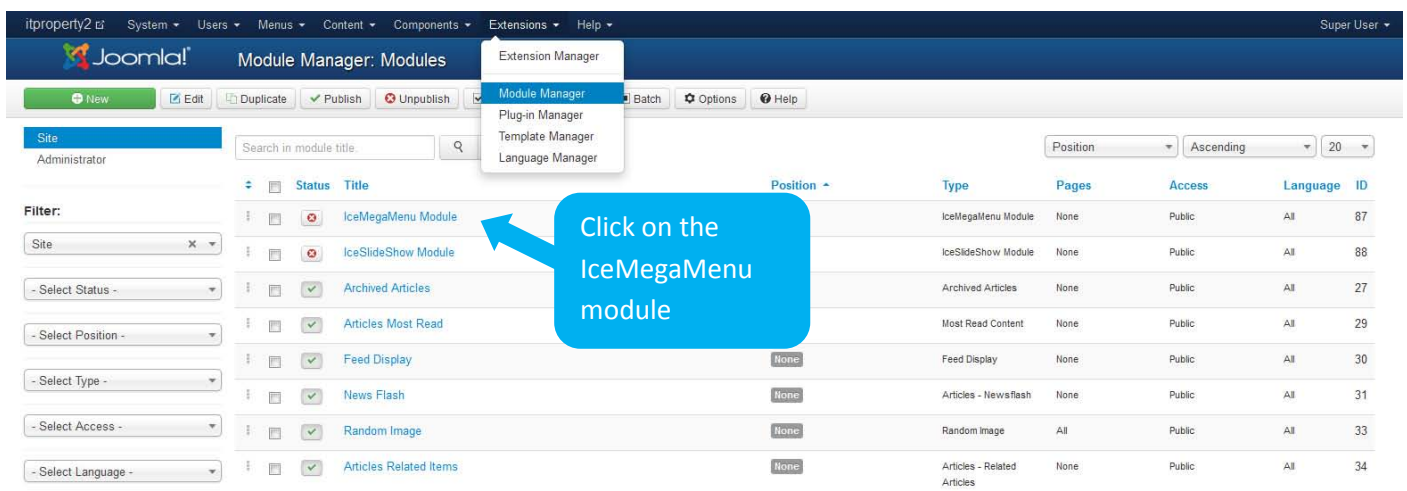 itproperty2 System Users Menus Content Components Extensions Help Super User
Joomla! Module Manager: Modules
Extension Manager
New Edit Duplicate Publish Unpublish Batch Options Help
Module Manager
Plug-in Manager
Template Manager
Language Manager
Site
Administrator
Search in module title.
Position Ascending 20
Status Title Position Type Pages Access Language ID
Filter:
Site
- Select Status -
- Select Position -
- Select Type -
- Select Access -
- Select Language -
IceMegaMenu Module IceMegaMenu Module None Public All 87
IceSlideShow Module IceSlideShow Module None Public All 88
Archived Articles Archived Articles None Public All 27
Articles Most Read Most Read Content None Public All 29
Feed Display None Feed Display None Public All 30
News Flash None Articles - Newsflash None Public All 31
Random Image None Random Image All Public All 33
Articles Related Items None Articles - Related None Public All 34
Articles
Click on the
IceMegaMenu
module